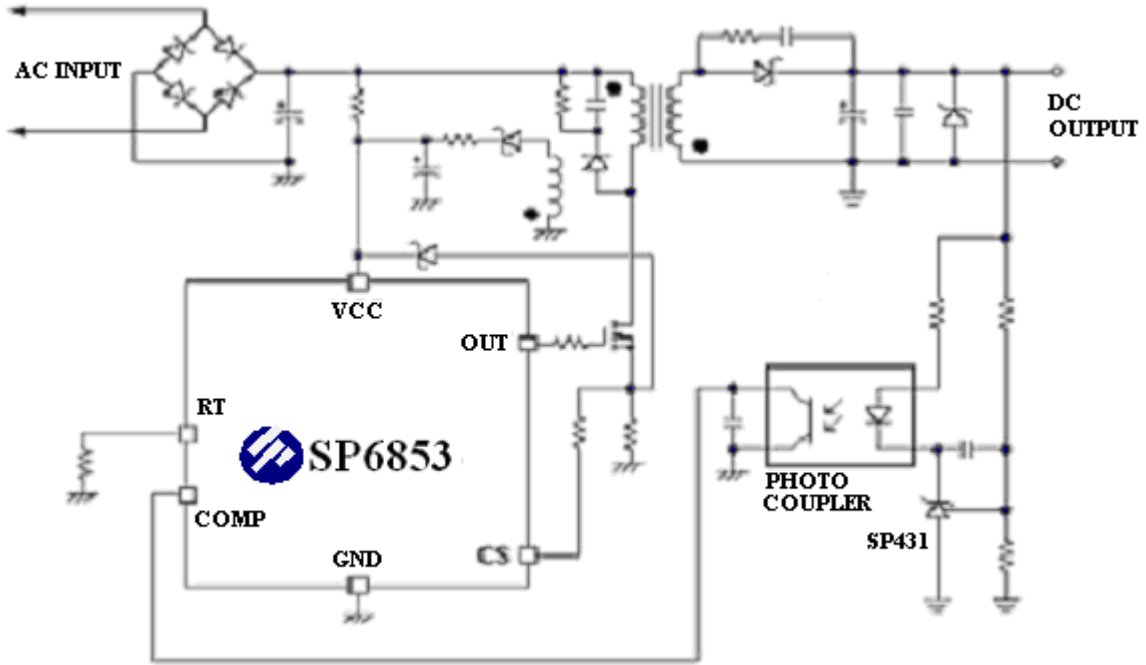 AC INPUT
DC
OUTPUT
VCC
OUT
RT
SP6853
COMP
PHOTO
COUPLER
SP431
GND
CS